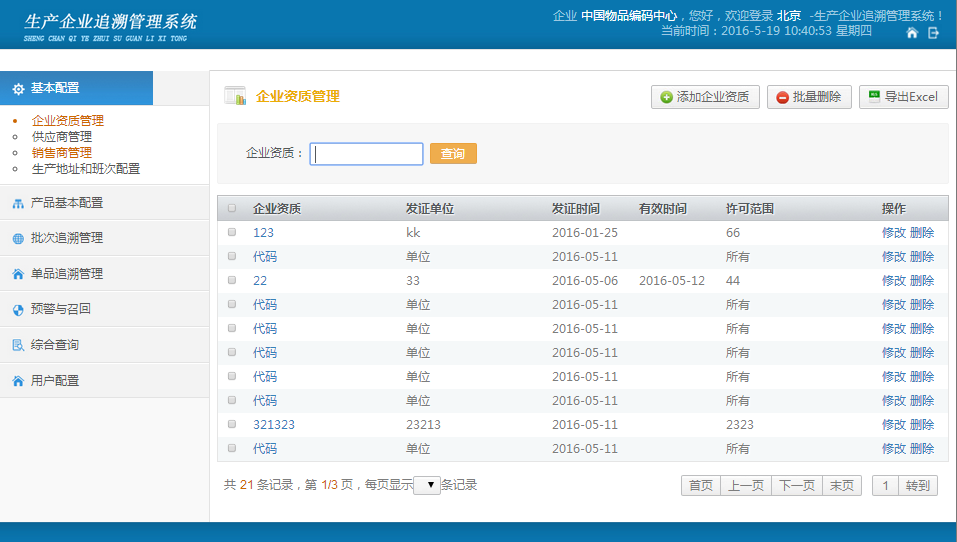 生产企业追溯管理系统
SHENG CHAN QI YE ZHUI SU GUAN LI XI TONG
企业 中国物品编码中心，您好，欢迎登录 北京 -生产企业追溯管理系统！
当前时间：2016-5-19 10:40:53 星期四
基本配置
企业资质管理
供应商管理
销售商管理
生产地址和班次配置
产品基本配置
批次追溯管理
单品追溯管理
预警与召回
综合查询
用户配置
企业资质管理
添加企业资质 批量删除 导出Excel
企业资质： 查询
企业资质 发证单位 发证时间 有效时间 许可范围 操作
123 kk 2016-01-25 66 修改 删除
代码 单位 2016-05-11 所有 修改 删除
22 33 2016-05-06 2016-05-12 44 修改 删除
代码 单位 2016-05-11 所有 修改 删除
代码 单位 2016-05-11 所有 修改 删除
代码 单位 2016-05-11 所有 修改 删除
代码 单位 2016-05-11 所有 修改 删除
代码 单位 2016-05-11 所有 修改 删除
321323 23213 2016-05-11 2323 修改 删除
代码 单位 2016-05-11 所有 修改 删除
共 21 条记录，第 1/3 页，每页显示 条记录 首页 上一页 下一页 末页 1 转到